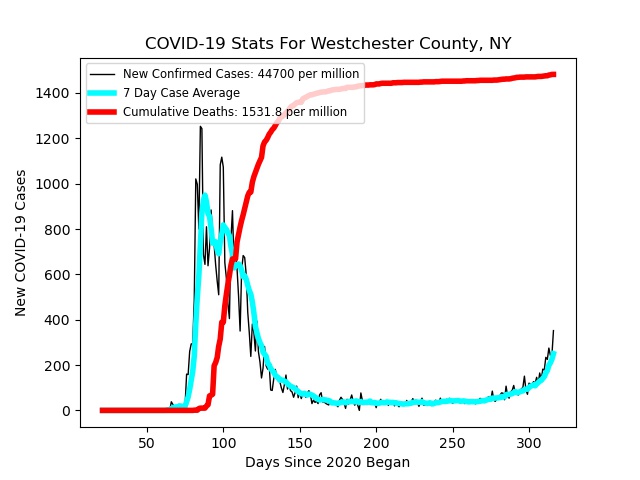 COVID-19 Stats For Westchester County, NY
New Confirmed Cases: 44700 per million
7 Day Case Average
Cumulative Deaths: 1531.8 per million
1400
1200
1000
800
600
400
200
0
New COVID-19 Cases
50 100 150 200 250 300
Days Since 2020 Began